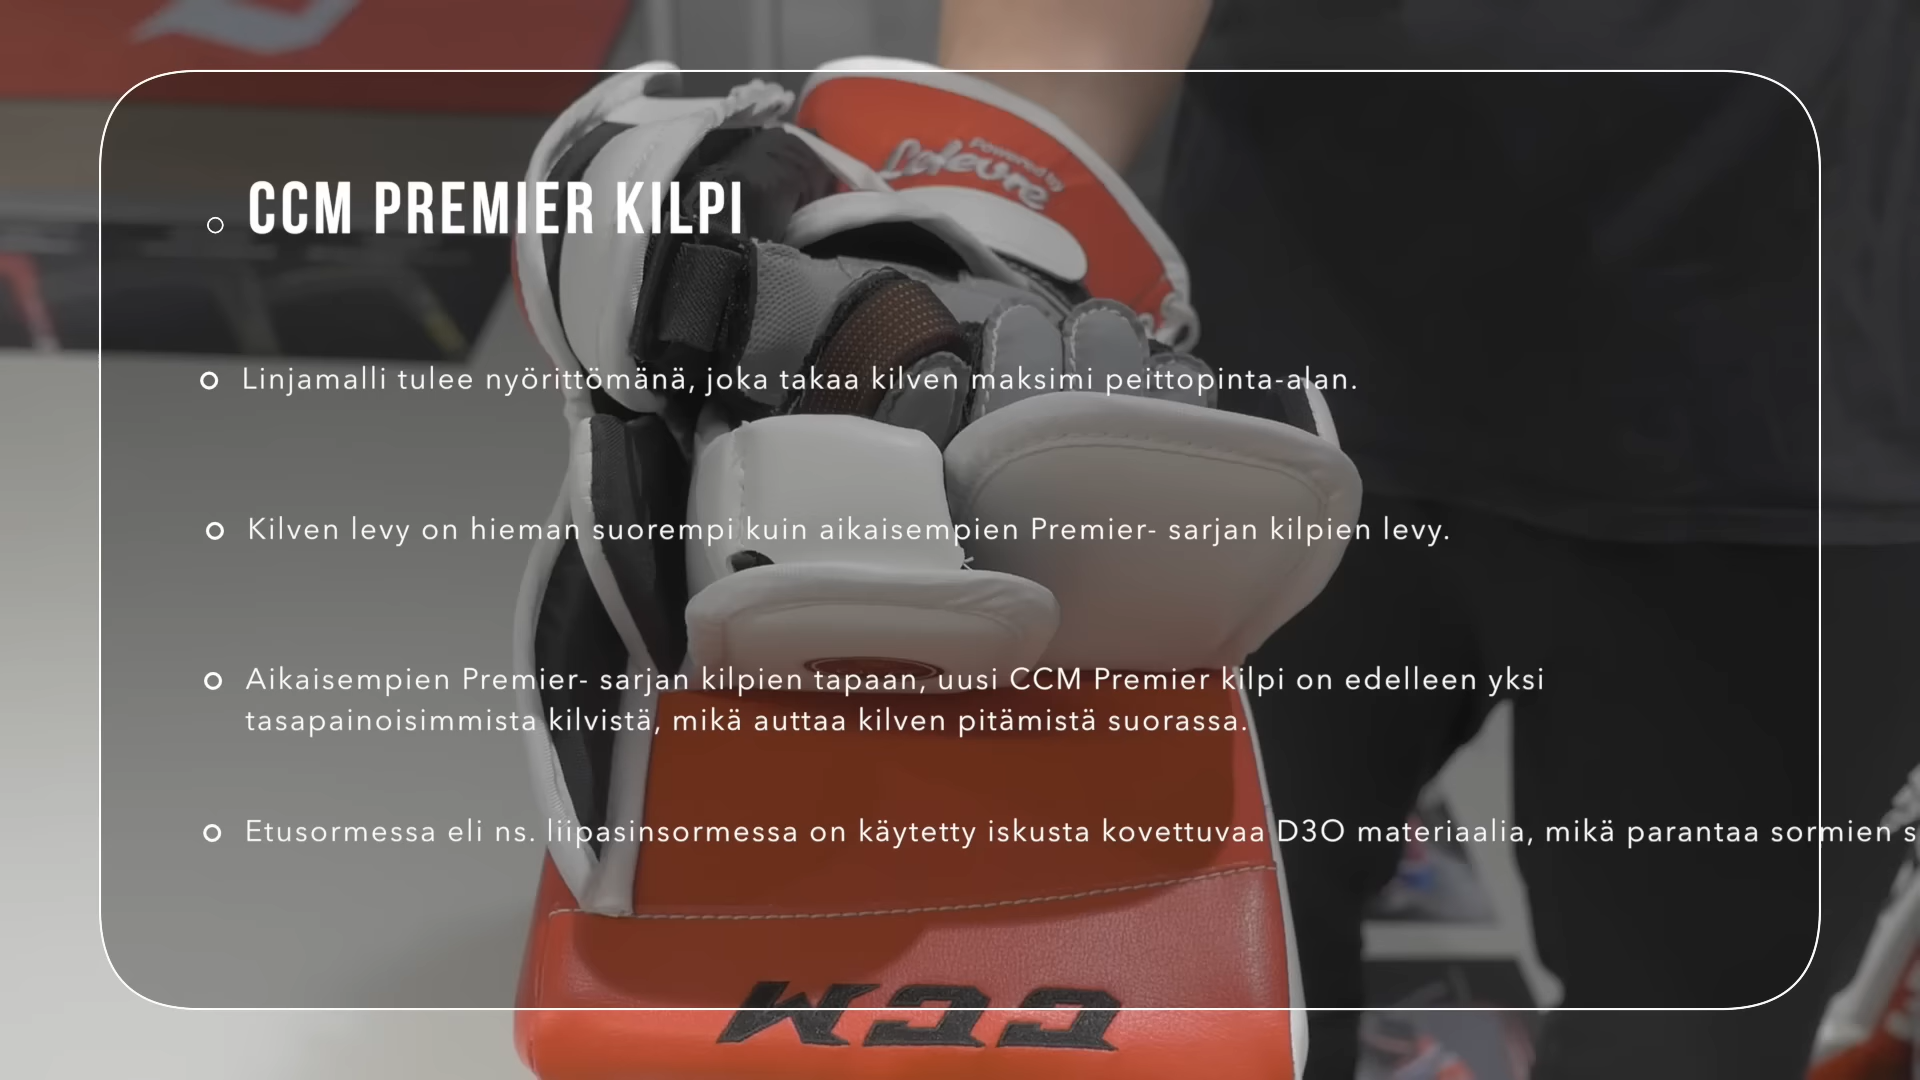 Powered by
Lefevre
CCM PREMIER KILPI
Linjamalli tulee nyörittömänä, joka takaa kilven maksimi peittopinta-alan.
Kilven levy on hieman suorempi kuin aikaisempien Premier- sarjan kilpien levy.
Aikaisempien Premier- sarjan kilpien tapaan, uusi CCM Premier kilpi on edelleen yksi
tasapainoisimmista kilvistä, mikä auttaa kilven pitämistä suorassa.
Etusormessa eli ns. liipasinsormessa on käytetty iskusta kovettuvaa D3O materiaalia, mikä parantaa sormien s
CCM